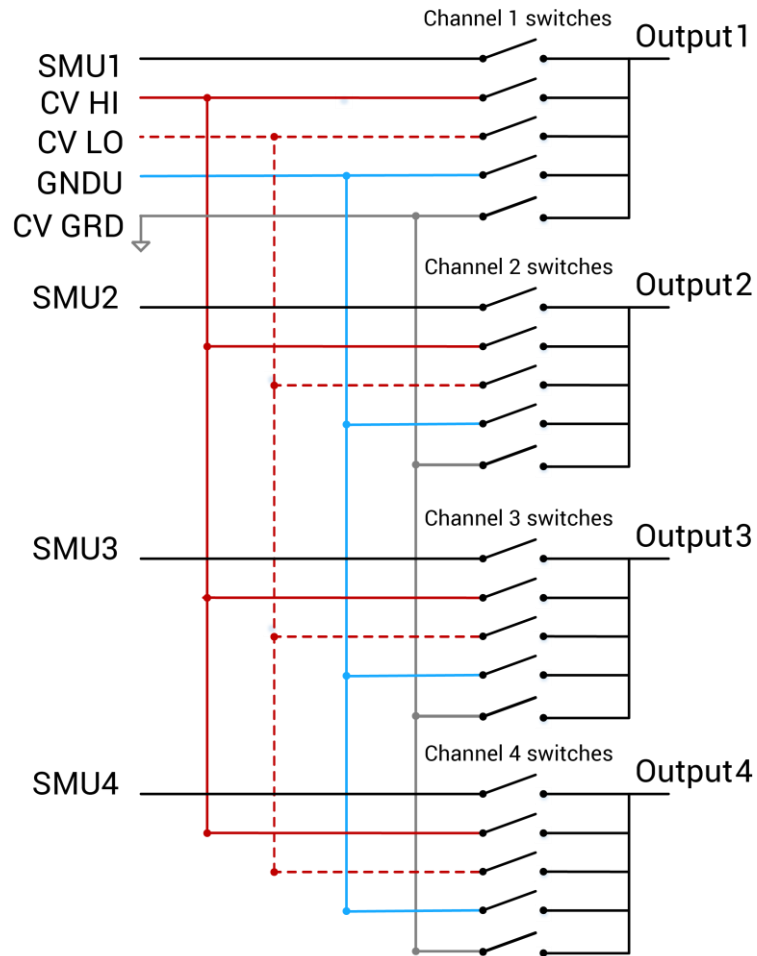 Channel 1 switches
Output1
SMU1
CV HI
CV LO
GNDU
CV GRD
Channel 2 switches
Output2
SMU2
Channel 3 switches
Output3
SMU3
Channel 4 switches
Output4
SMU4